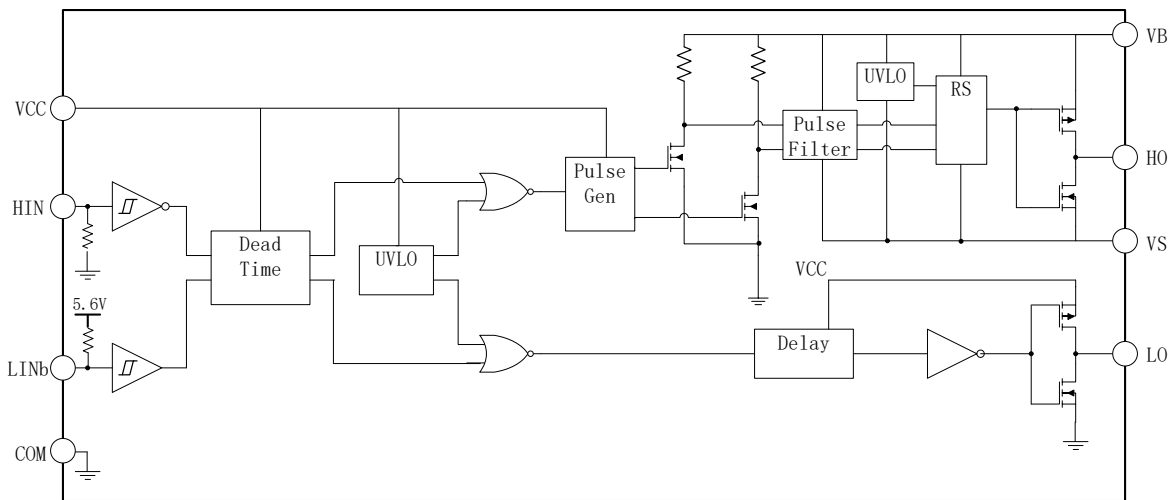 VB
UVLO
RS
VCC
Pulse
Filter
HO
Pulse
Gen
HIN
Dead
Time
UVLO
VS
VCC
5.6V
Delay
LO
LINb
COM